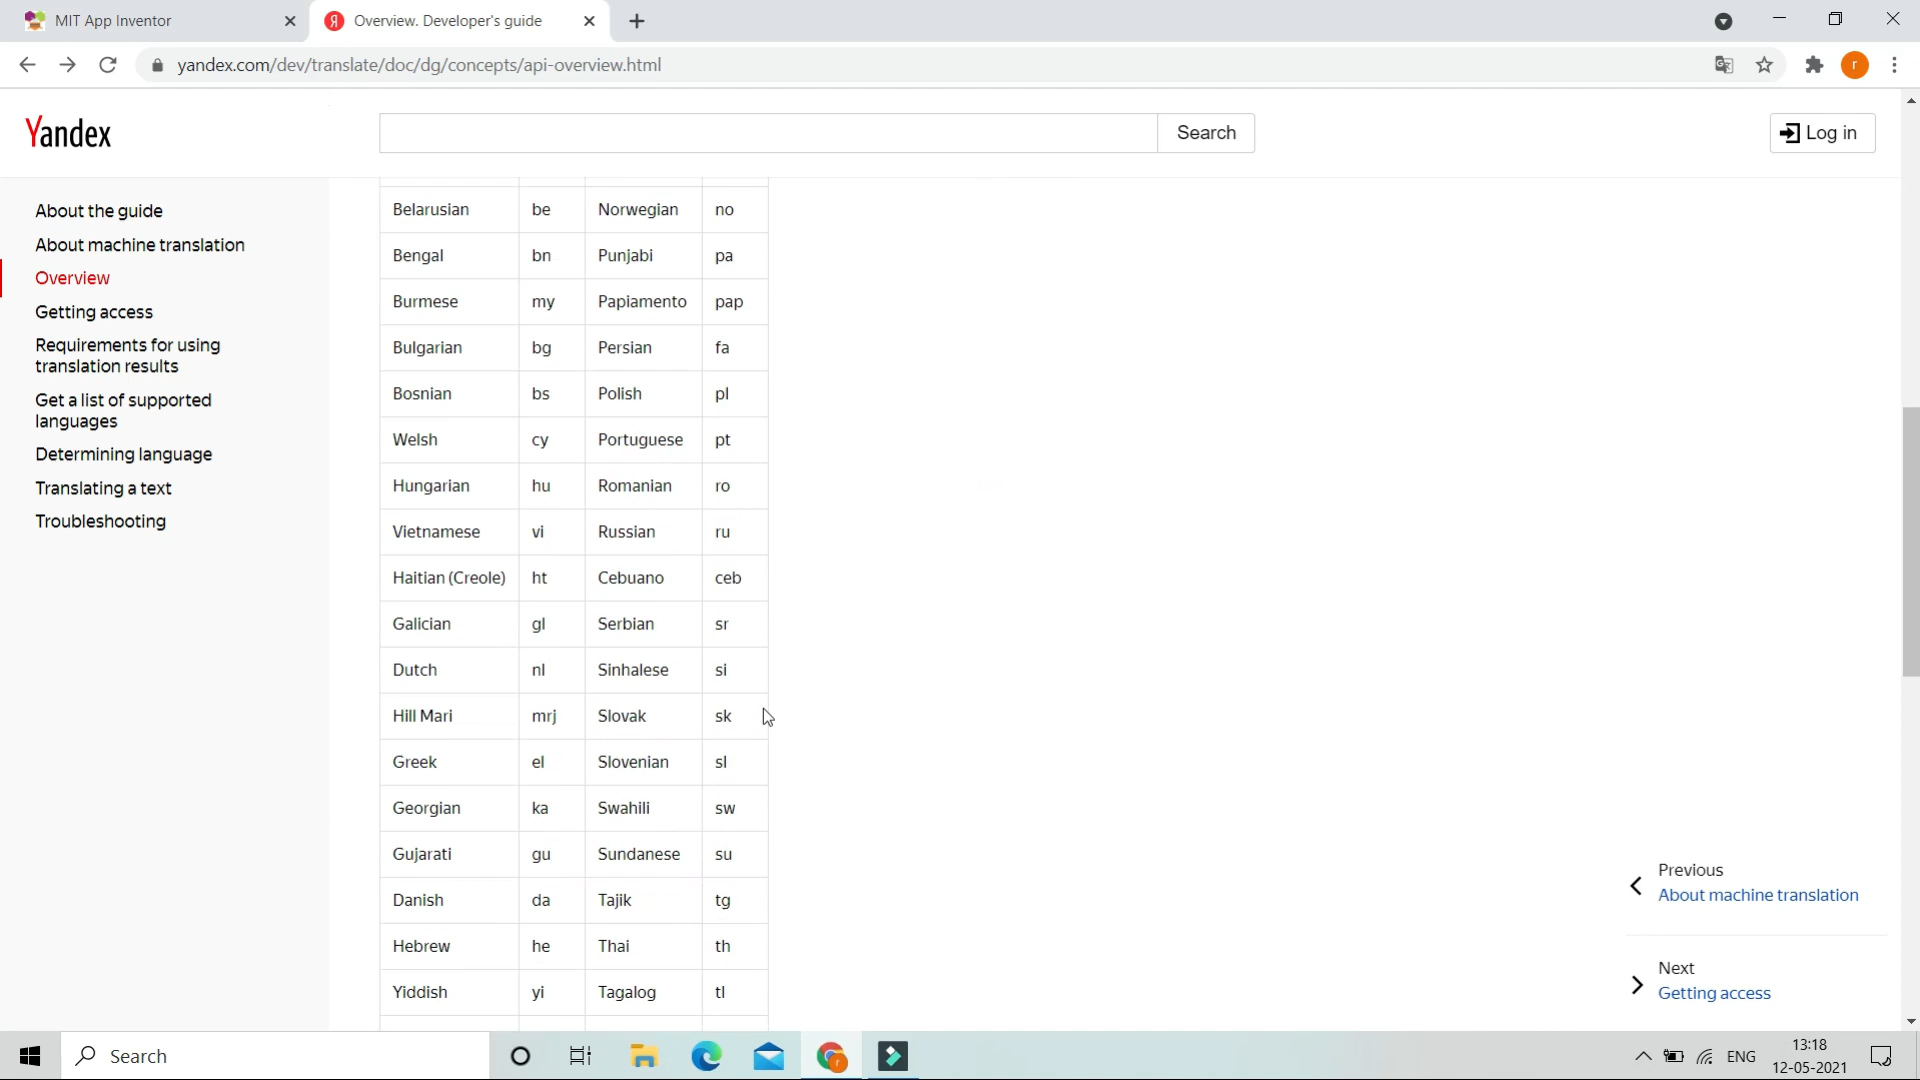 MIT App Inventor
Overview. Developer's guide
yandex.com/dev/translate/doc/dg/concepts/api-overview.html
r
Yandex
Search
Log in
About the guide
About machine translation
Overview
Getting access
Requirements for using
translation results
Get a list of supported
languages
Determining language
Translating a text
Troubleshooting
Belarusian be Norwegian no
Bengal bn Punjabi pa
Burmese my Papiamento pap
Bulgarian bg Persian fa
Bosnian bs Polish pl
Welsh cy Portuguese pt
Hungarian hu Romanian ro
Vietnamese vi Russian ru
Haitian (Creole) ht Cebuano ceb
Galician gl Serbian sr
Dutch nl Sinhalese si
Hill Mari mrj Slovak sk
Greek el Slovenian sl
Georgian ka Swahili sw
Gujarati gu Sundanese su
Danish da Tajik tg
Hebrew he Thai th
Yiddish yi Tagalog tl
Previous
About machine translation
Next
Getting access
Search
ENG
13:18
12-05-2021